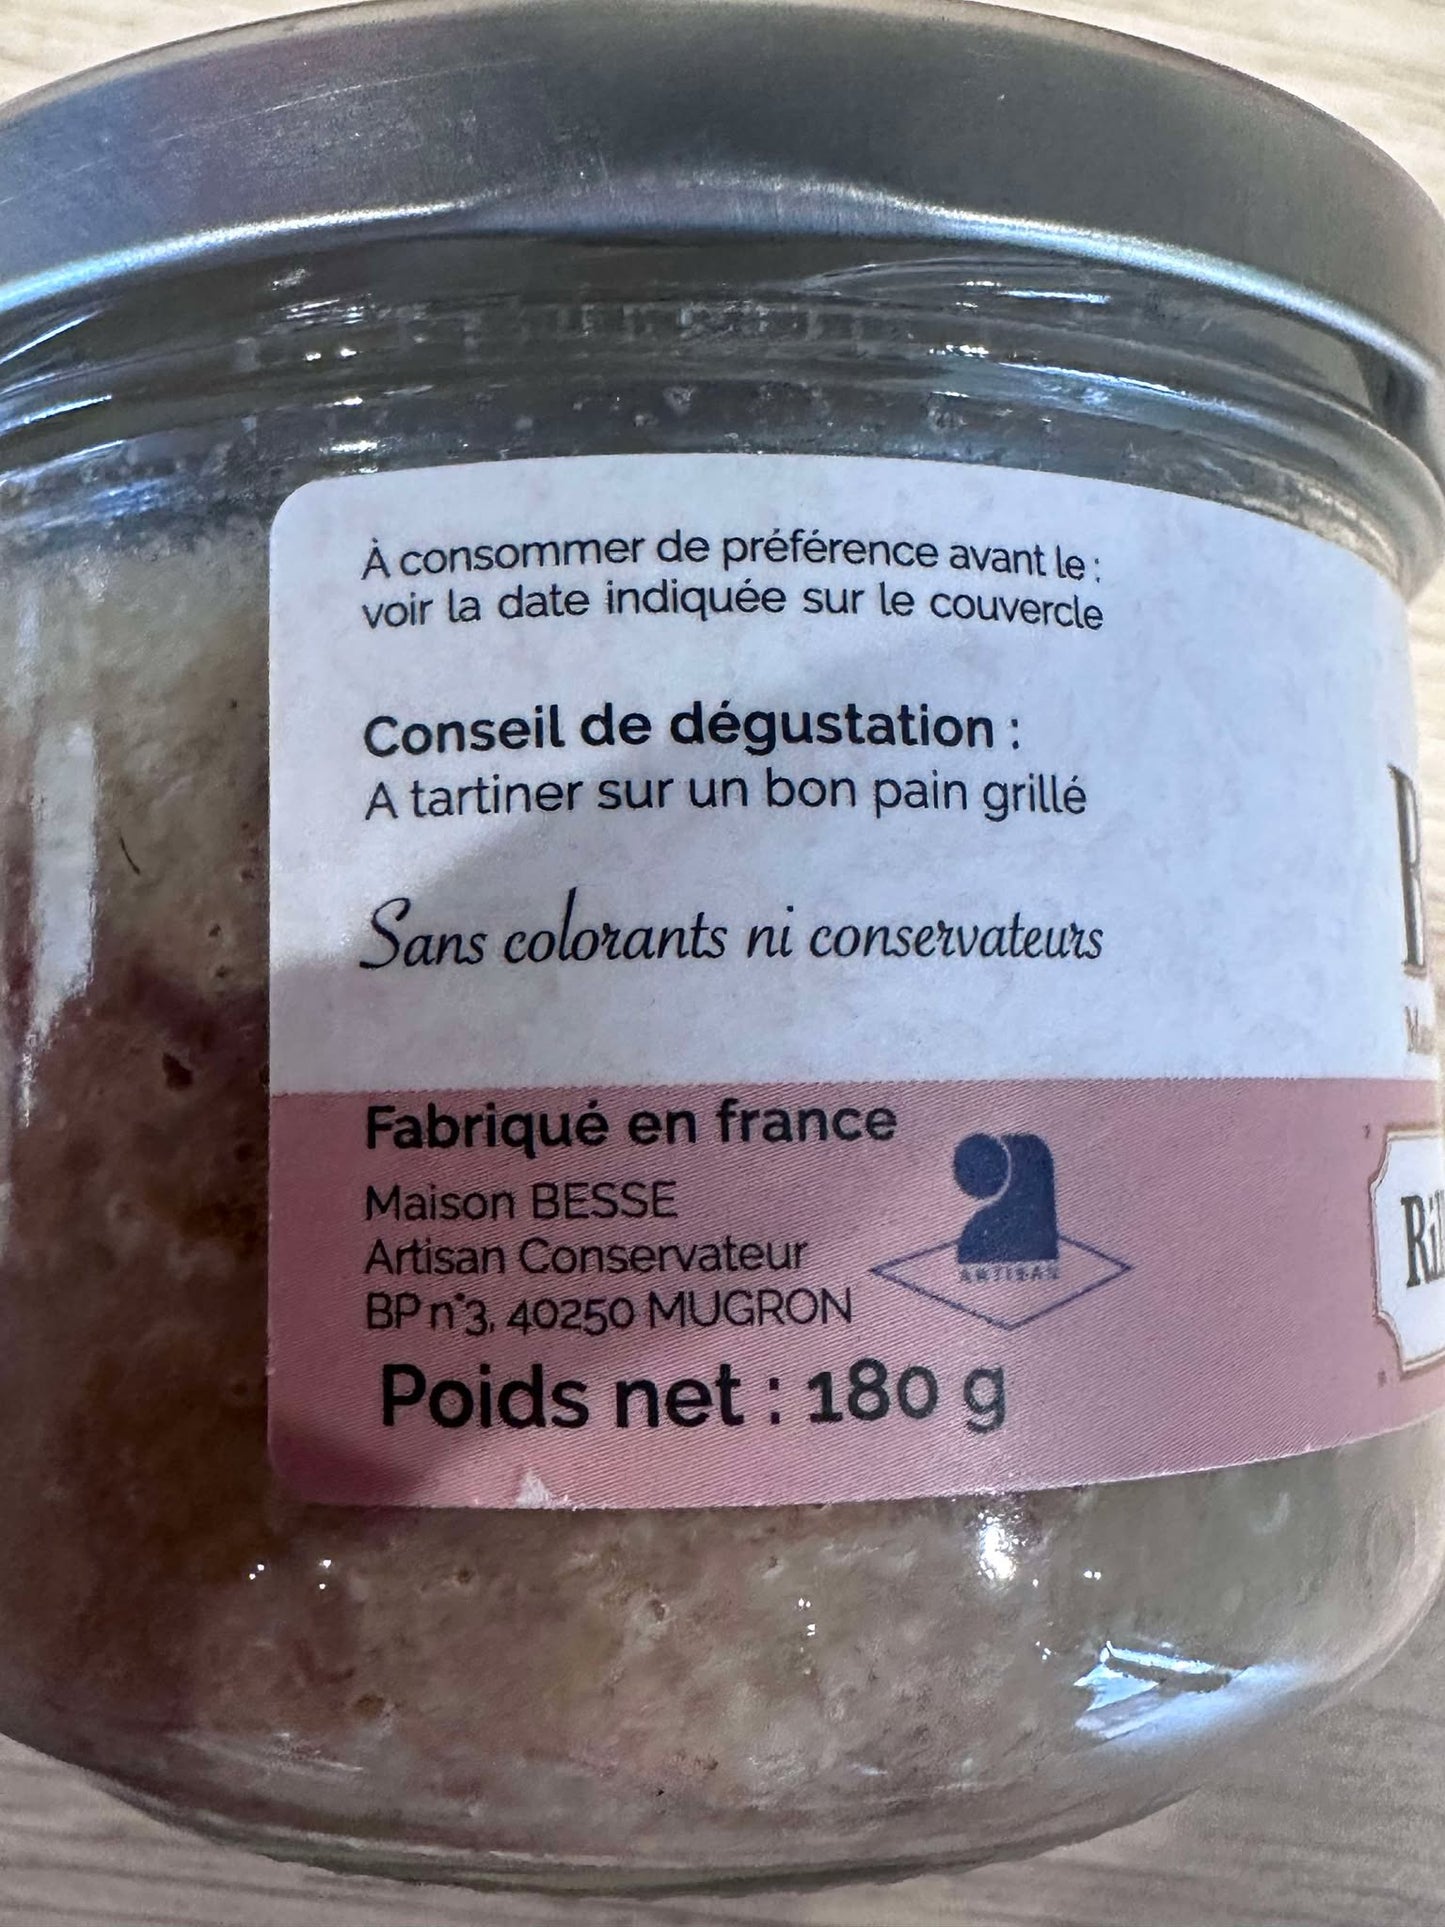 À consommer de préférence avant le :
voir la date indiquée sur le couvercle
Conseil de dégustation :
A tartiner sur un bon pain grillé
Sans colorants ni conservateurs
Fabriqué en france
Maison BESSE
Artisan Conservateur
BP n°3, 40250 MUGRON
ARTISAN
Poids net : 180 g